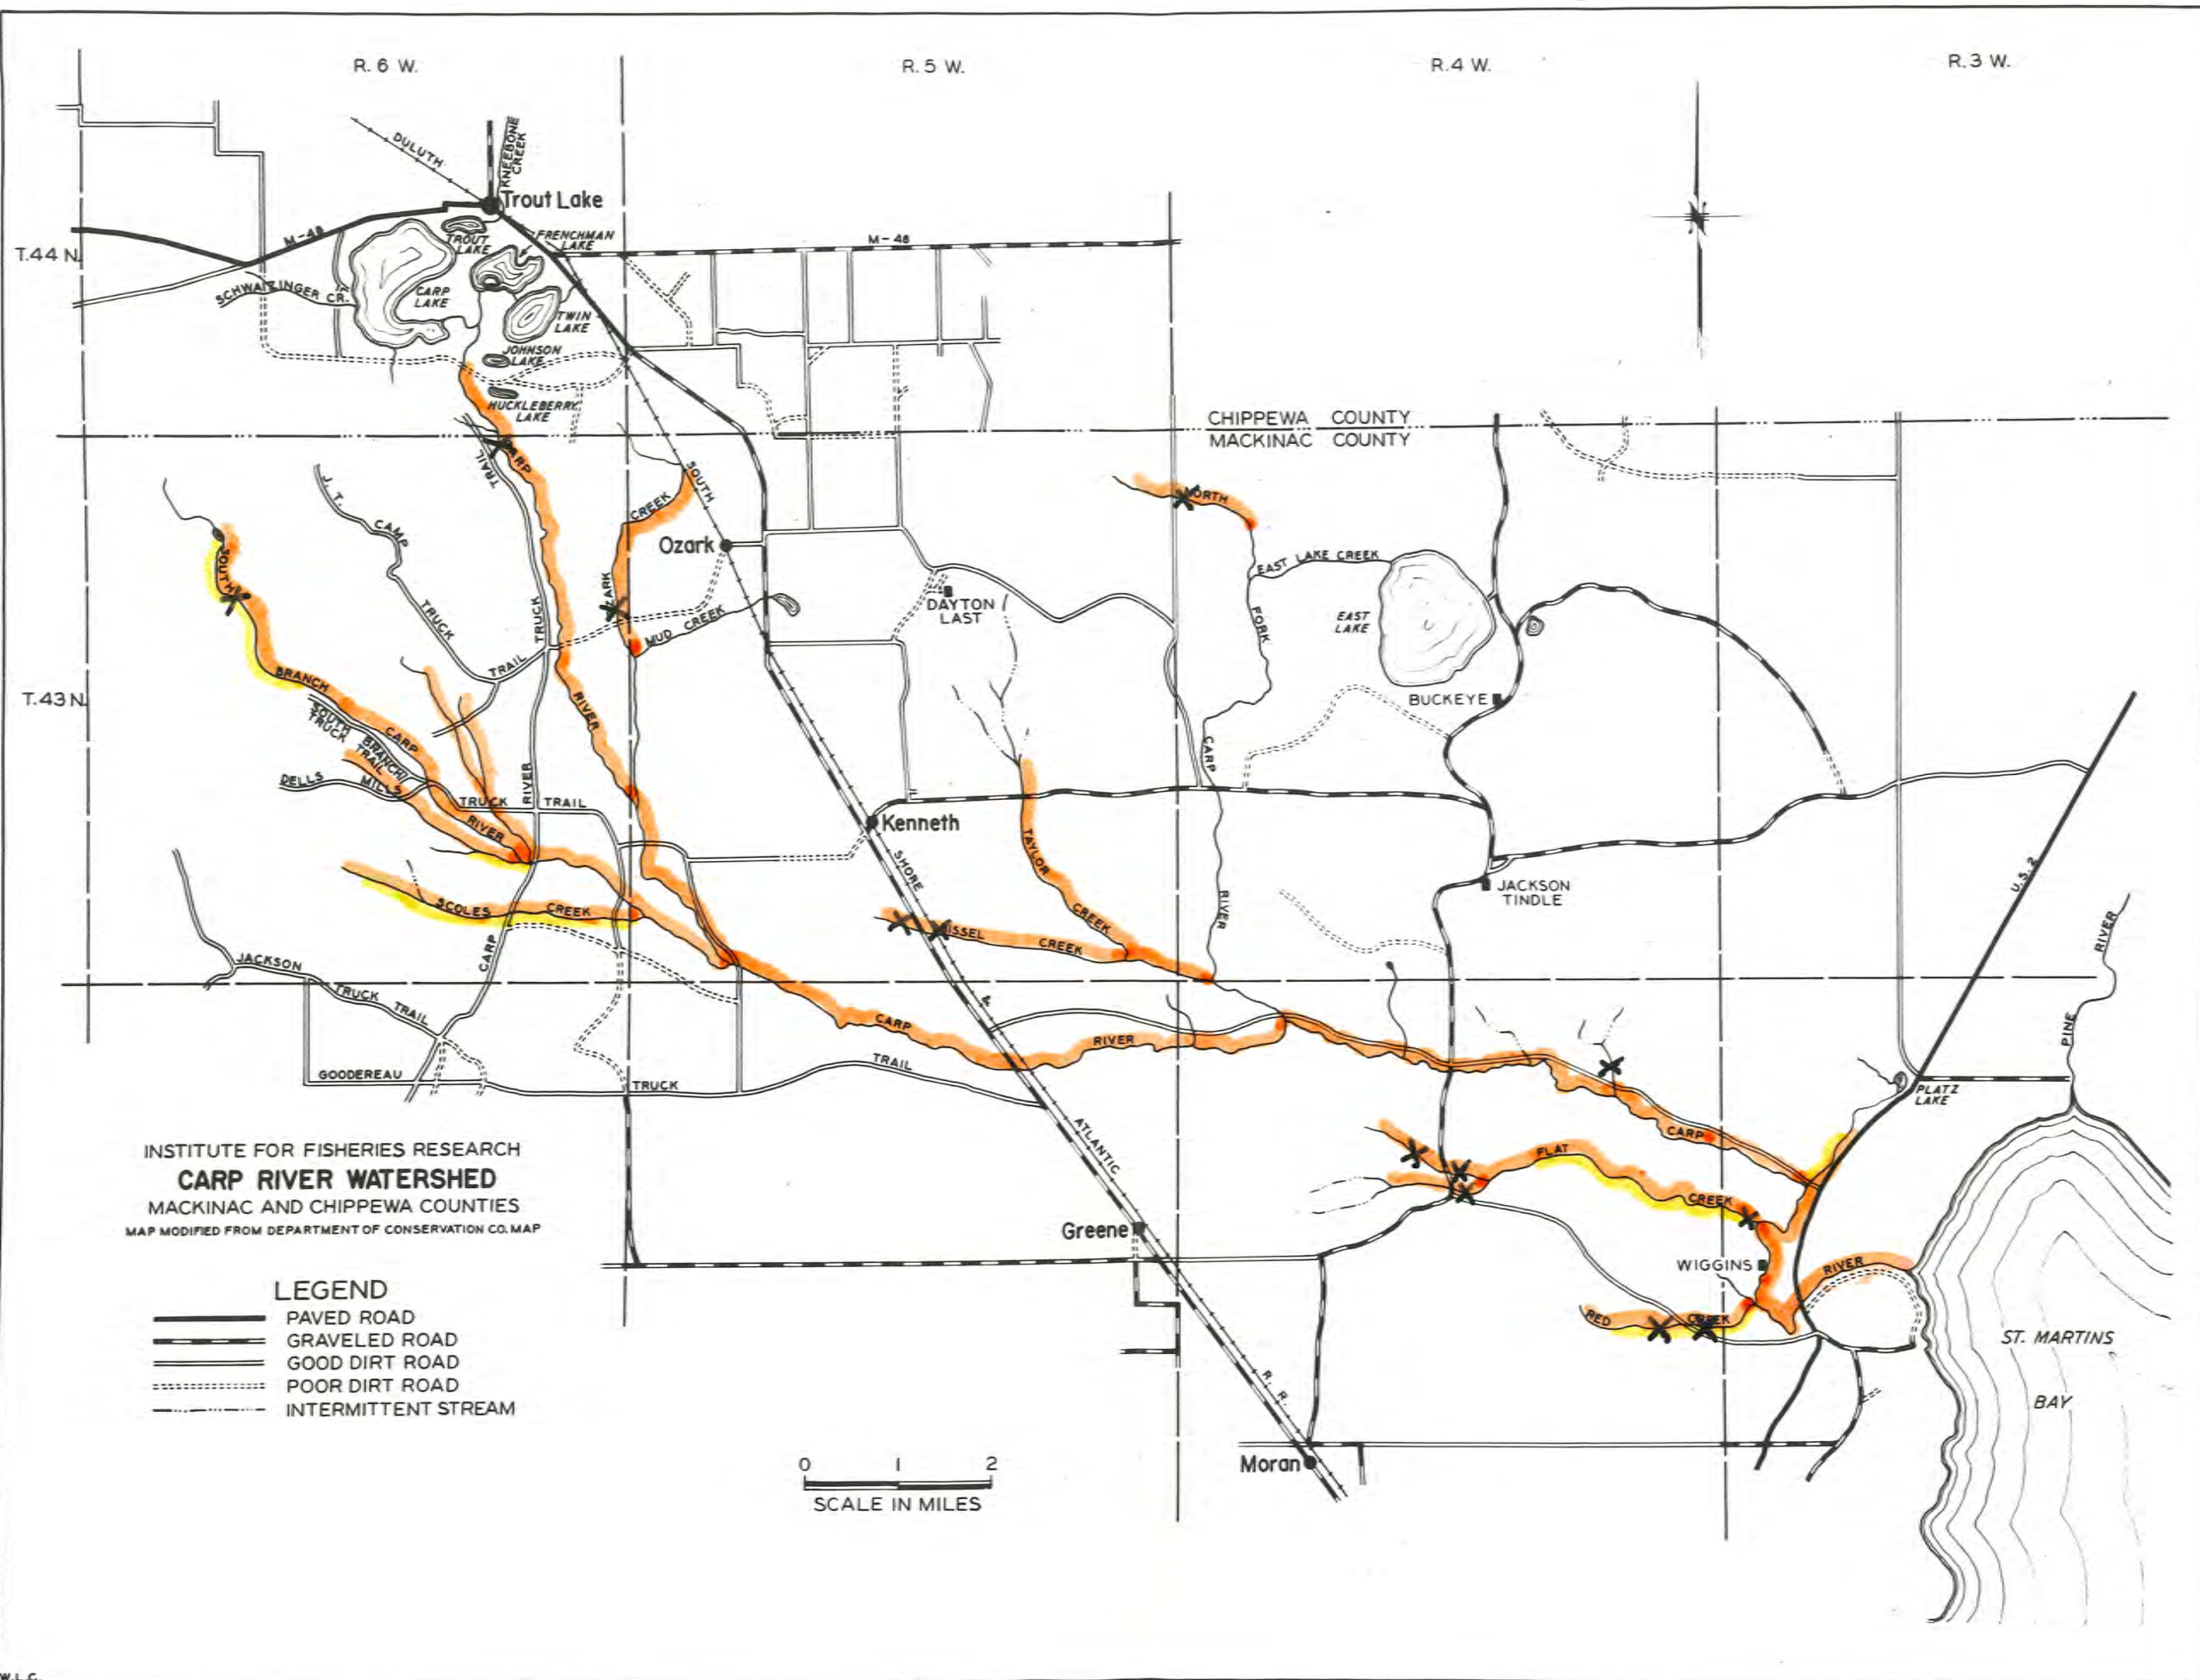 R. 6 W.
R. 5 W.
R. 4 W.
R. 3 W.
DULUTH
KNEEBONE
CREEK
Trout Lake
M-48
TROUT
LAKE
FRENCHMAN
LAKE
M-48
T. 44 N.
SCHWATZINGER CR.
CARP
LAKE
TWIN
LAKE
JOHNSON
LAKE
HUCKLEBERRY
LAKE
CHIPPEWA COUNTY
MACKINAC COUNTY
TRAIL
CARP
J. T.
CAMP
TRUCK
TRAIL
TRUCK
SOUTH
CREEK
Ozark
OZARK
MUD CREEK
DAYTON
LAST
NORTH
EAST LAKE CREEK
FORK
EAST
LAKE
SOUTH
BRANCH
CARP
RIVER
T. 43 N.
BUCKEYE
SOUTH BRANCH
TRUCK TRAIL
DELLS
MILLS
TRUCK
TRAIL
RIVER
RIVER
CARP
Kenneth
TAYLOR
CREEK
SHORE
RIVER
JACKSON
TINDLE
U.S. 2
SCOLES
CREEK
CARP
BISSEL
CREEK
RIVER
PINE
JACKSON
TRUCK
TRAIL
&
CARP
RIVER
GOODEREAU
TRUCK
TRAIL
PLATZ
LAKE
ATLANTIC
CARP
FLAT
CREEK
INSTITUTE FOR FISHERIES RESEARCH
CARP RIVER WATERSHED
MACKINAC AND CHIPPEWA COUNTIES
MAP MODIFIED FROM DEPARTMENT OF CONSERVATION CO. MAP
Greene
WIGGINS
RIVER
RED
CREEK
ST. MARTINS
BAY
LEGEND
PAVED ROAD
GRAVELED ROAD
GOOD DIRT ROAD
POOR DIRT ROAD
INTERMITTENT STREAM
R. R.
Moran
0 1 2
SCALE IN MILES
W.L.C.